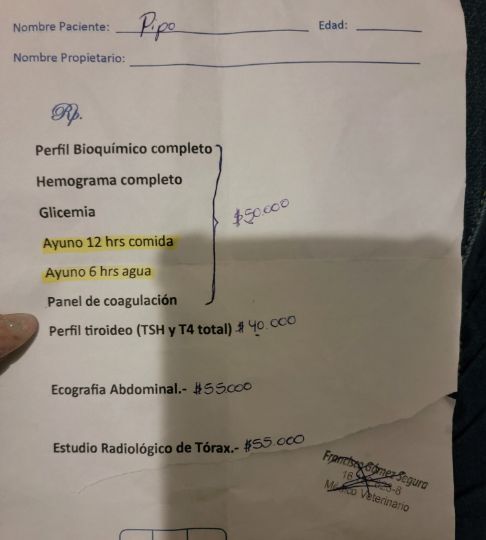 Nombre Paciente: Pipo Edad:
Nombre Propietario:
Rp.
Perfil Bioquímico completo
Hemograma completo
Glicemia
$50.000
Ayuno 12 hrs comida
Ayuno 6 hrs agua
Panel de coagulación
Perfil tiroideo (TSH y T4 total) $ 40.000
Ecografia Abdominal.- $55.000
Estudio Radiológico de Tórax.- $55.000
Francisco Gómez Segura
Médico Veterinario